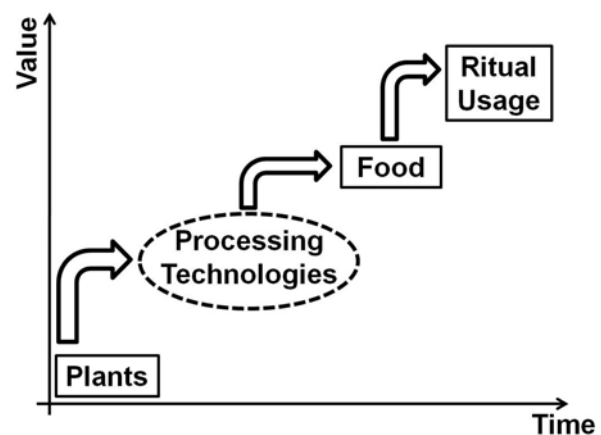 Value
Ritual
Usage
Food
Processing
Technologies
Plants
Time